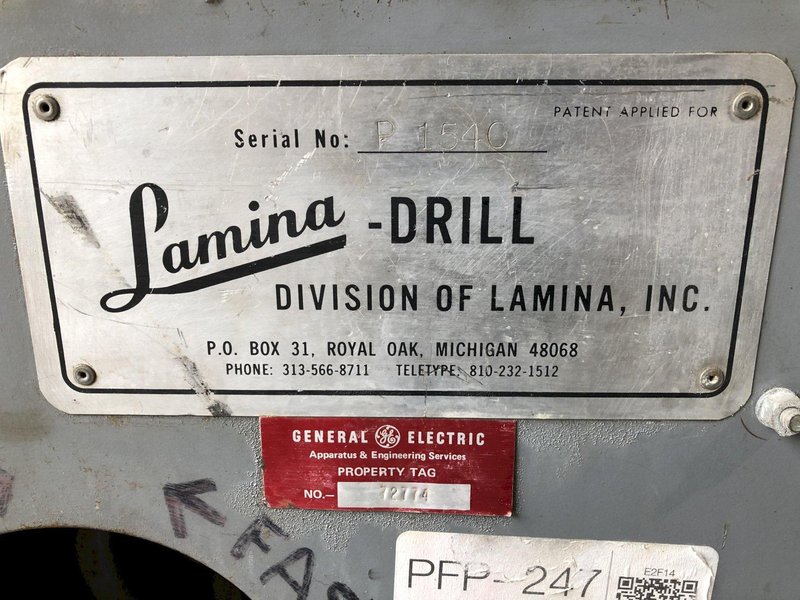 PATENT APPLIED FOR
Serial No: P 1540
Lamina -DRILL
DIVISION OF LAMINA, INC.
P.O. BOX 31, ROYAL OAK, MICHIGAN 48068
PHONE: 313-566-8711 TELETYPE: 810-232-1512
GENERAL GE ELECTRIC
Apparatus & Engineering Services
PROPERTY TAG
NO.– 72774
FAS
PFP-247
E2F14